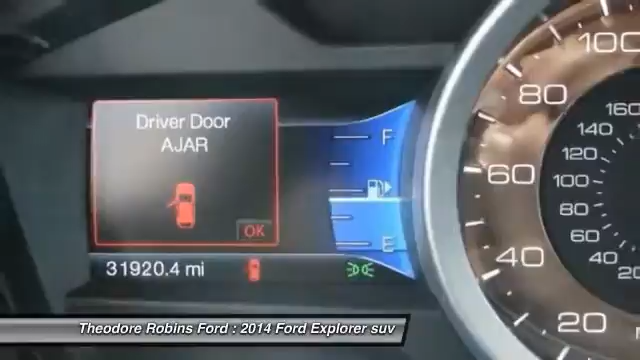 Driver Door
AJAR
OK
F
E
31920.4 mi
100
80
60
40
20
160
140
120
100
80
60
40
20
Theodore Robins Ford : 2014 Ford Explorer suv